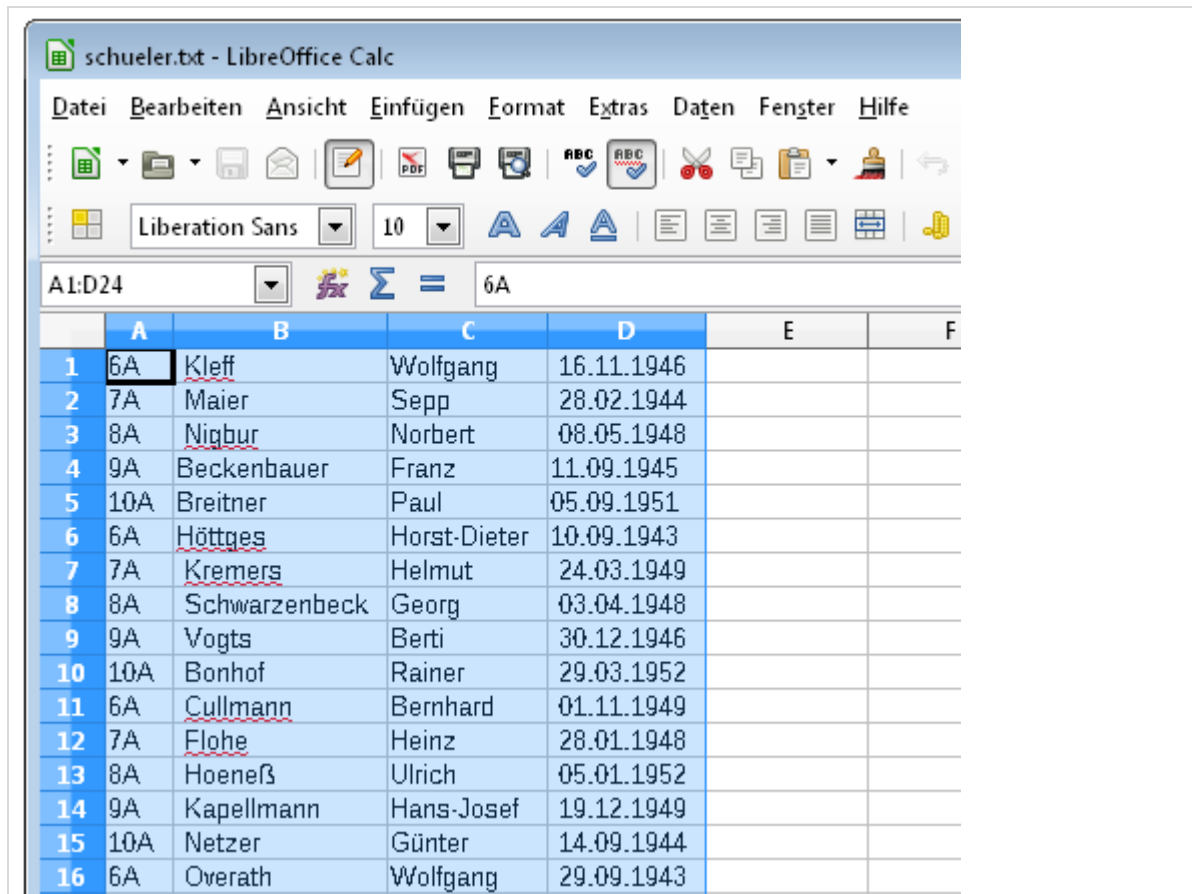 schueler.txt - LibreOffice Calc
Datei Bearbeiten Ansicht Einfügen Format Extras Daten Fenster Hilfe
PDF ABC ABC
Liberation Sans 10 A A A
A1:D24 fx Σ = 6A
A B C D E F
1 6A Kleff Wolfgang 16.11.1946
2 7A Maier Sepp 28.02.1944
3 8A Nigbur Norbert 08.05.1948
4 9A Beckenbauer Franz 11.09.1945
5 10A Breitner Paul 05.09.1951
6 6A Höttges Horst-Dieter 10.09.1943
7 7A Kremers Helmut 24.03.1949
8 8A Schwarzenbeck Georg 03.04.1948
9 9A Vogts Berti 30.12.1946
10 10A Bonhof Rainer 29.03.1952
11 6A Cullmann Bernhard 01.11.1949
12 7A Flohe Heinz 28.01.1948
13 8A Hoeneß Ulrich 05.01.1952
14 9A Kapellmann Hans-Josef 19.12.1949
15 10A Netzer Günter 14.09.1944
16 6A Overath Wolfgang 29.09.1943